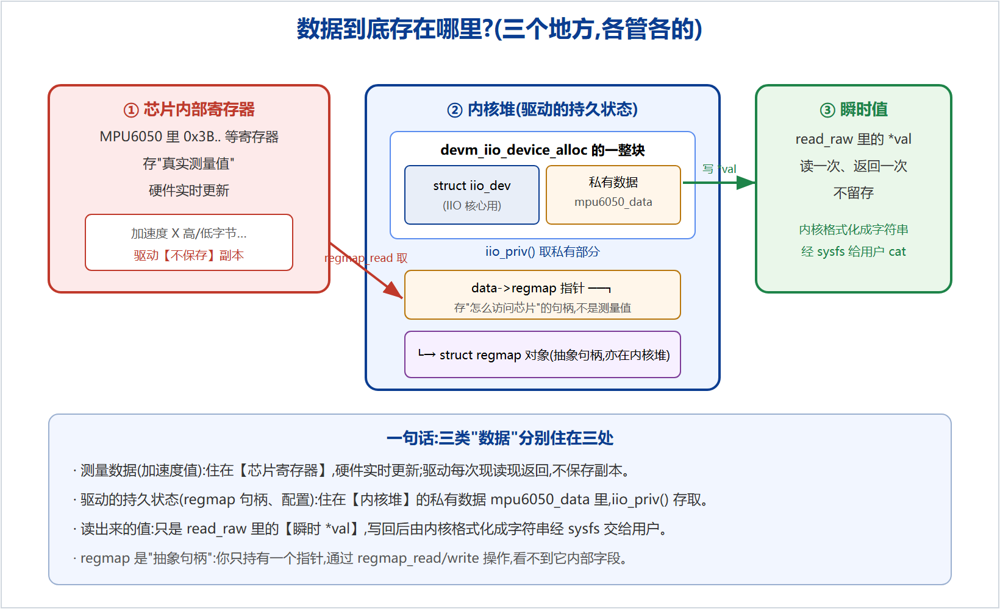 数据到底存在哪里?(三个地方,各管各的)
① 芯片内部寄存器
MPU6050 里 0x3B.. 等寄存器
存"真实测量值"
硬件实时更新
加速度 X 高/低字节...
驱动【不保存】副本
regmap_read 取
② 内核堆(驱动的持久状态)
devm_iio_device_alloc 的一整块
struct iio_dev
(IIO 核心用)
私有数据
mpu6050_data
iio_priv() 取私有部分
data->regmap 指针 ──┐
存"怎么访问芯片"的句柄,不是测量值
└→ struct regmap 对象(抽象句柄,亦在内核堆)
写 *val
③ 瞬时值
read_raw 里的 *val
读一次、返回一次
不留存
内核格式化成字符串
经 sysfs 给用户 cat
一句话:三类"数据"分别住在三处
· 测量数据(加速度值):住在【芯片寄存器】,硬件实时更新;驱动每次现读现返回,不保存副本。
· 驱动的持久状态(regmap 句柄、配置):住在【内核堆】的私有数据 mpu6050_data 里,iio_priv() 存取。
· 读出来的值:只是 read_raw 里的【瞬时 *val】,写回后由内核格式化成字符串经 sysfs 交给用户。
· regmap 是"抽象句柄":你只持有一个指针,通过 regmap_read/write 操作,看不到它内部字段。